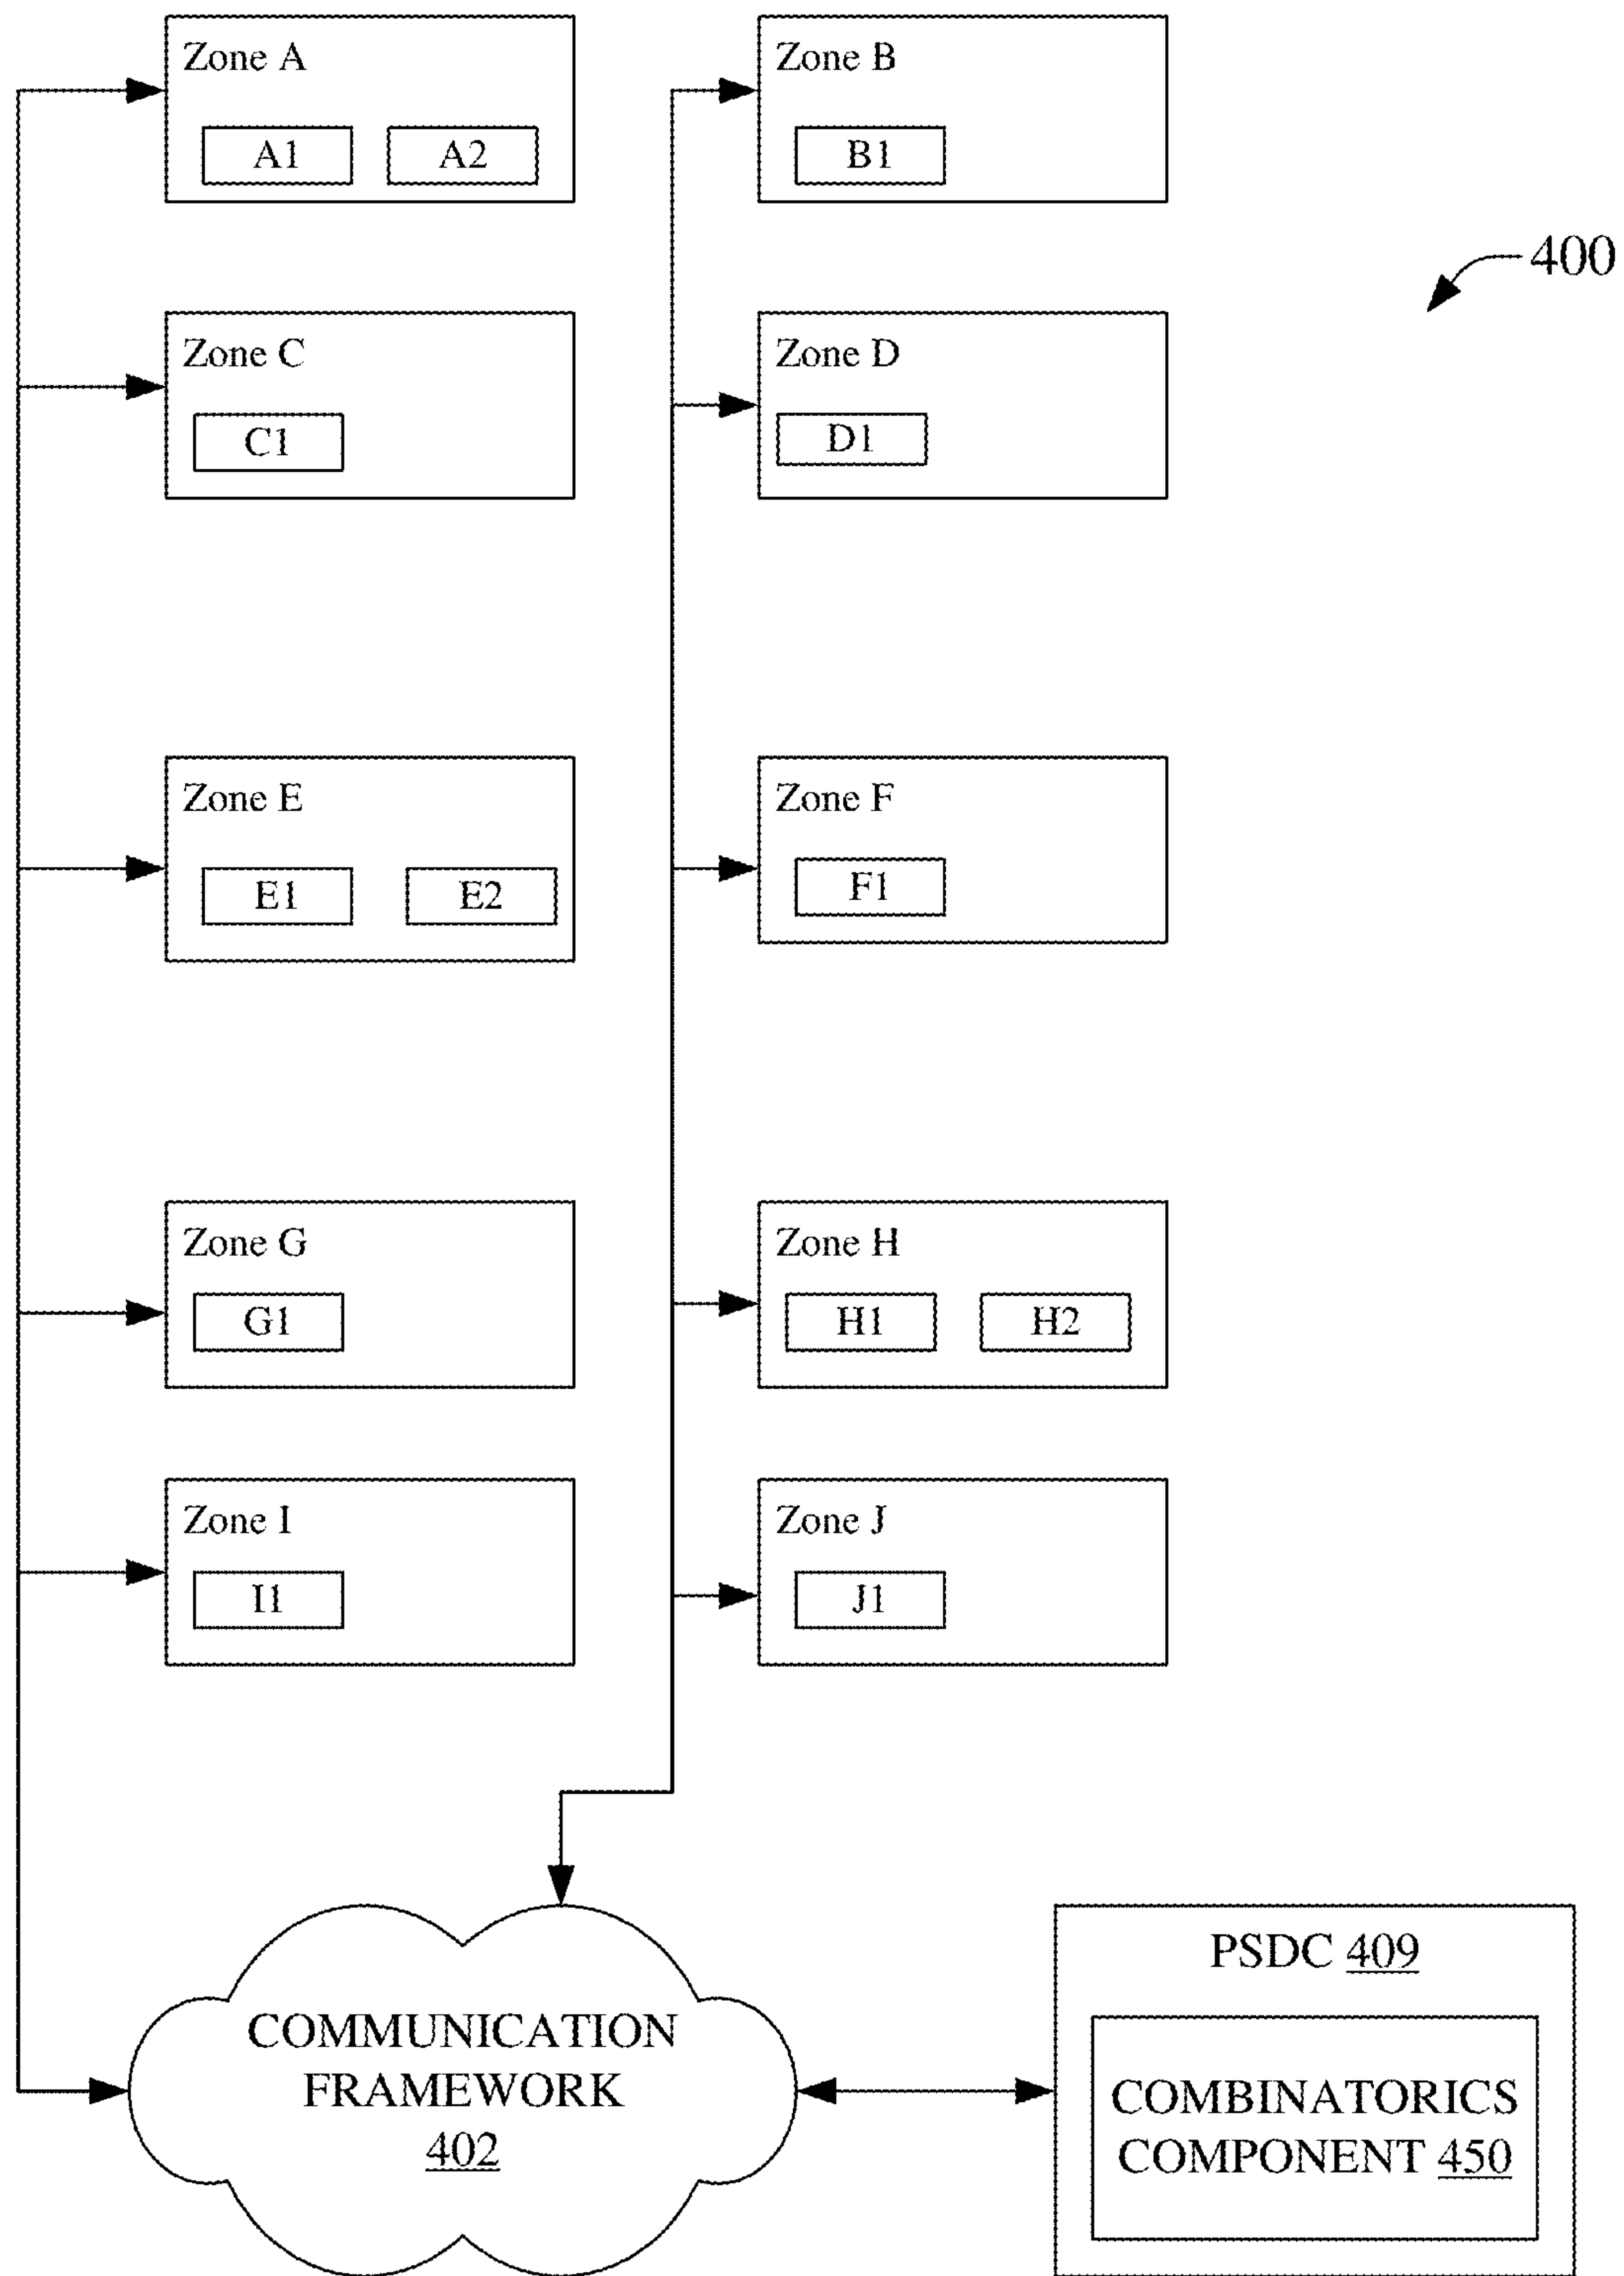 Zone A
A1 A2
Zone B
B1
400
Zone C
C1
Zone D
D1
Zone E
E1 E2
Zone F
F1
Zone G
G1
Zone H
H1 H2
Zone I
I1
Zone J
J1
COMMUNICATION
FRAMEWORK
402
PSDC 409
COMBINATORICS
COMPONENT 450